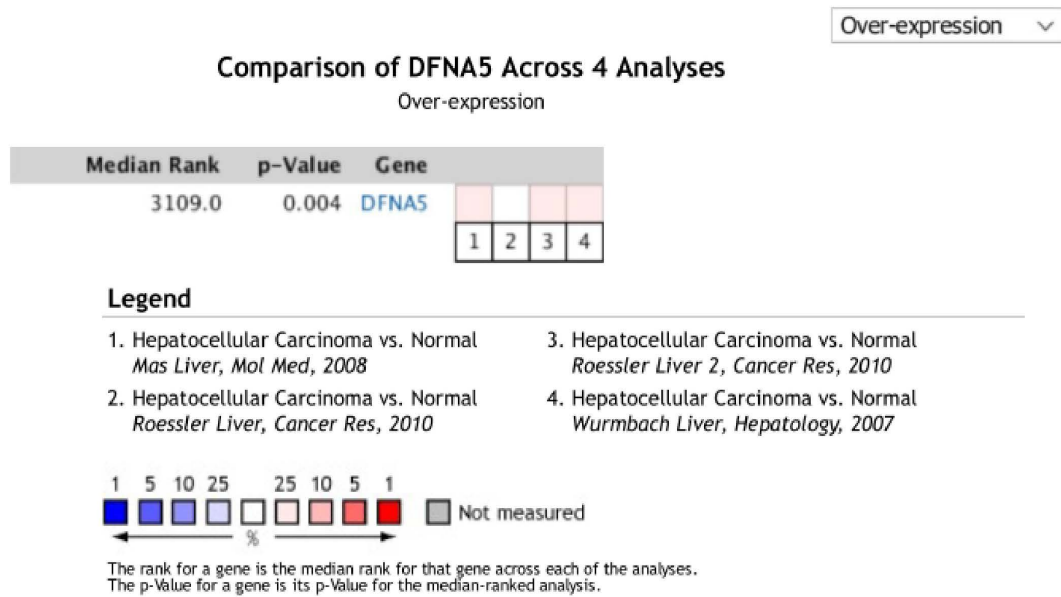 Over-expression
Comparison of DFNA5 Across 4 Analyses
Over-expression
Median Rank p-Value Gene
3109.0 0.004 DFNA5
1 2 3 4
Legend
1. Hepatocellular Carcinoma vs. Normal
Mas Liver, Mol Med, 2008
2. Hepatocellular Carcinoma vs. Normal
Roessler Liver, Cancer Res, 2010
3. Hepatocellular Carcinoma vs. Normal
Roessler Liver 2, Cancer Res, 2010
4. Hepatocellular Carcinoma vs. Normal
Wurmbach Liver, Hepatology, 2007
1 5 10 25 25 10 5 1
Not measured
%
The rank for a gene is the median rank for that gene across each of the analyses.
The p-Value for a gene is its p-Value for the median-ranked analysis.